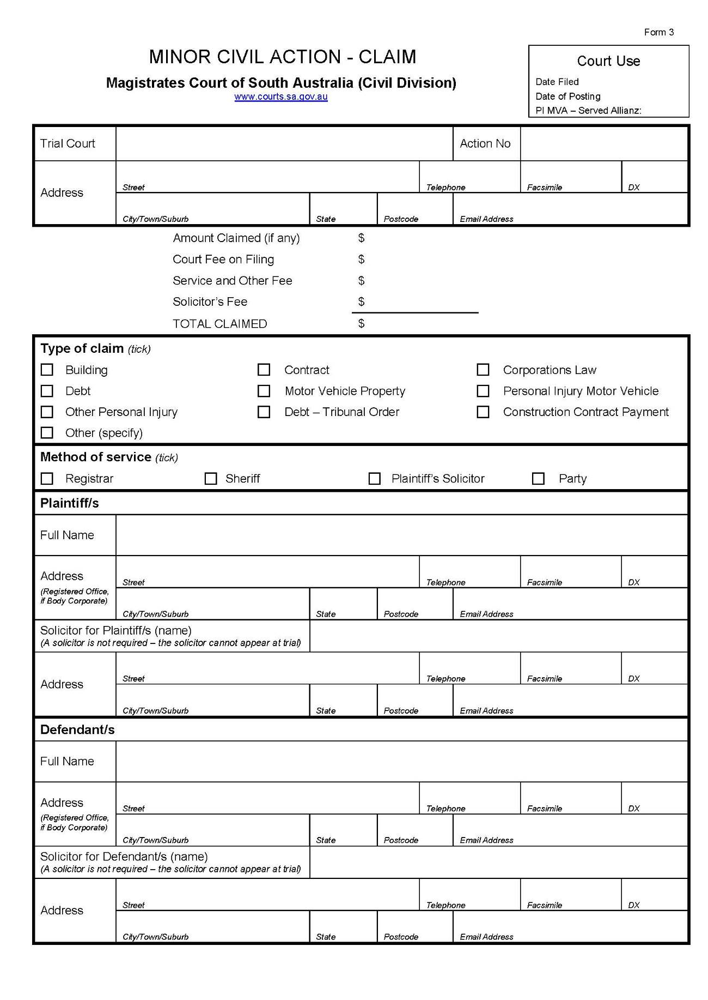 Form 3
MINOR CIVIL ACTION - CLAIM
Magistrates Court of South Australia (Civil Division)
www.courts.sa.gov.au
Court Use
Date Filed
Date of Posting
PI MVA – Served Allianz:
Trial Court
Action No
Address
Street
Telephone
Facsimile
DX
City/Town/Suburb
State
Postcode
Email Address
Amount Claimed (if any) $
Court Fee on Filing $
Service and Other Fee $
Solicitor's Fee $
TOTAL CLAIMED $
Type of claim (tick)
Building
Contract
Corporations Law
Debt
Motor Vehicle Property
Personal Injury Motor Vehicle
Other Personal Injury
Debt – Tribunal Order
Construction Contract Payment
Other (specify)
Method of service (tick)
Registrar
Sheriff
Plaintiff's Solicitor
Party
Plaintiff/s
Full Name
Address
(Registered Office,
if Body Corporate)
Street
Telephone
Facsimile
DX
City/Town/Suburb
State
Postcode
Email Address
Solicitor for Plaintiff/s (name)
(A solicitor is not required – the solicitor cannot appear at trial)
Address
Street
Telephone
Facsimile
DX
City/Town/Suburb
State
Postcode
Email Address
Defendant/s
Full Name
Address
(Registered Office,
if Body Corporate)
Street
Telephone
Facsimile
DX
City/Town/Suburb
State
Postcode
Email Address
Solicitor for Defendant/s (name)
(A solicitor is not required – the solicitor cannot appear at trial)
Address
Street
Telephone
Facsimile
DX
City/Town/Suburb
State
Postcode
Email Address